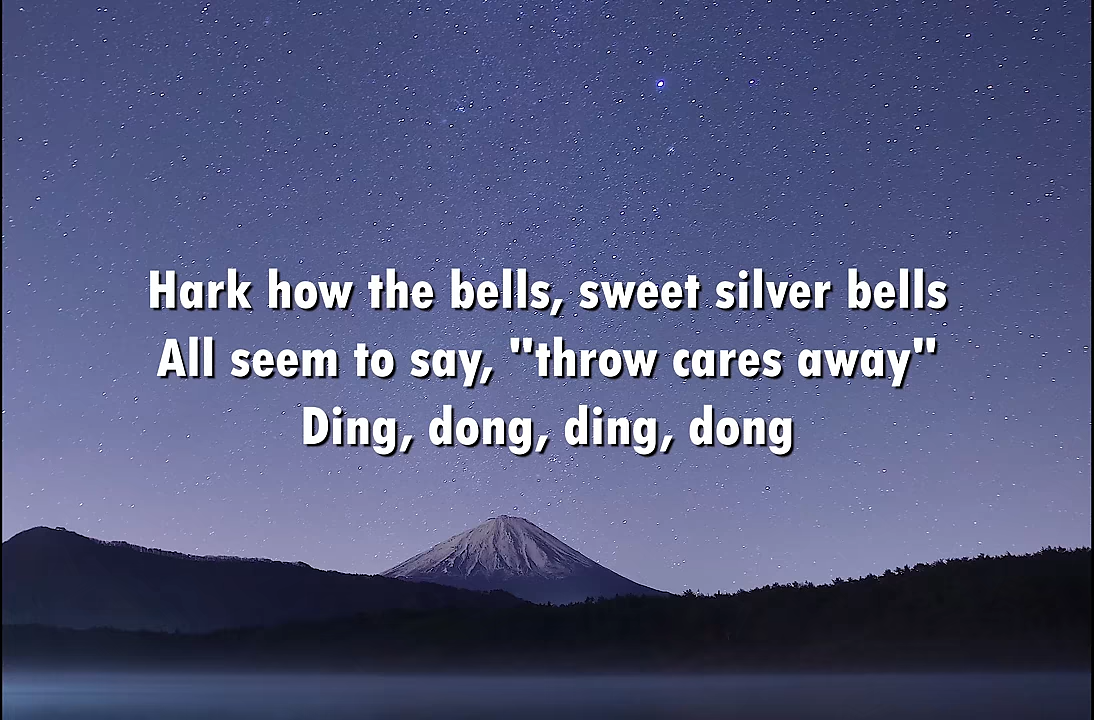 Hark how the bells, sweet silver bells
All seem to say, "throw cares away"
Ding, dong, ding, dong